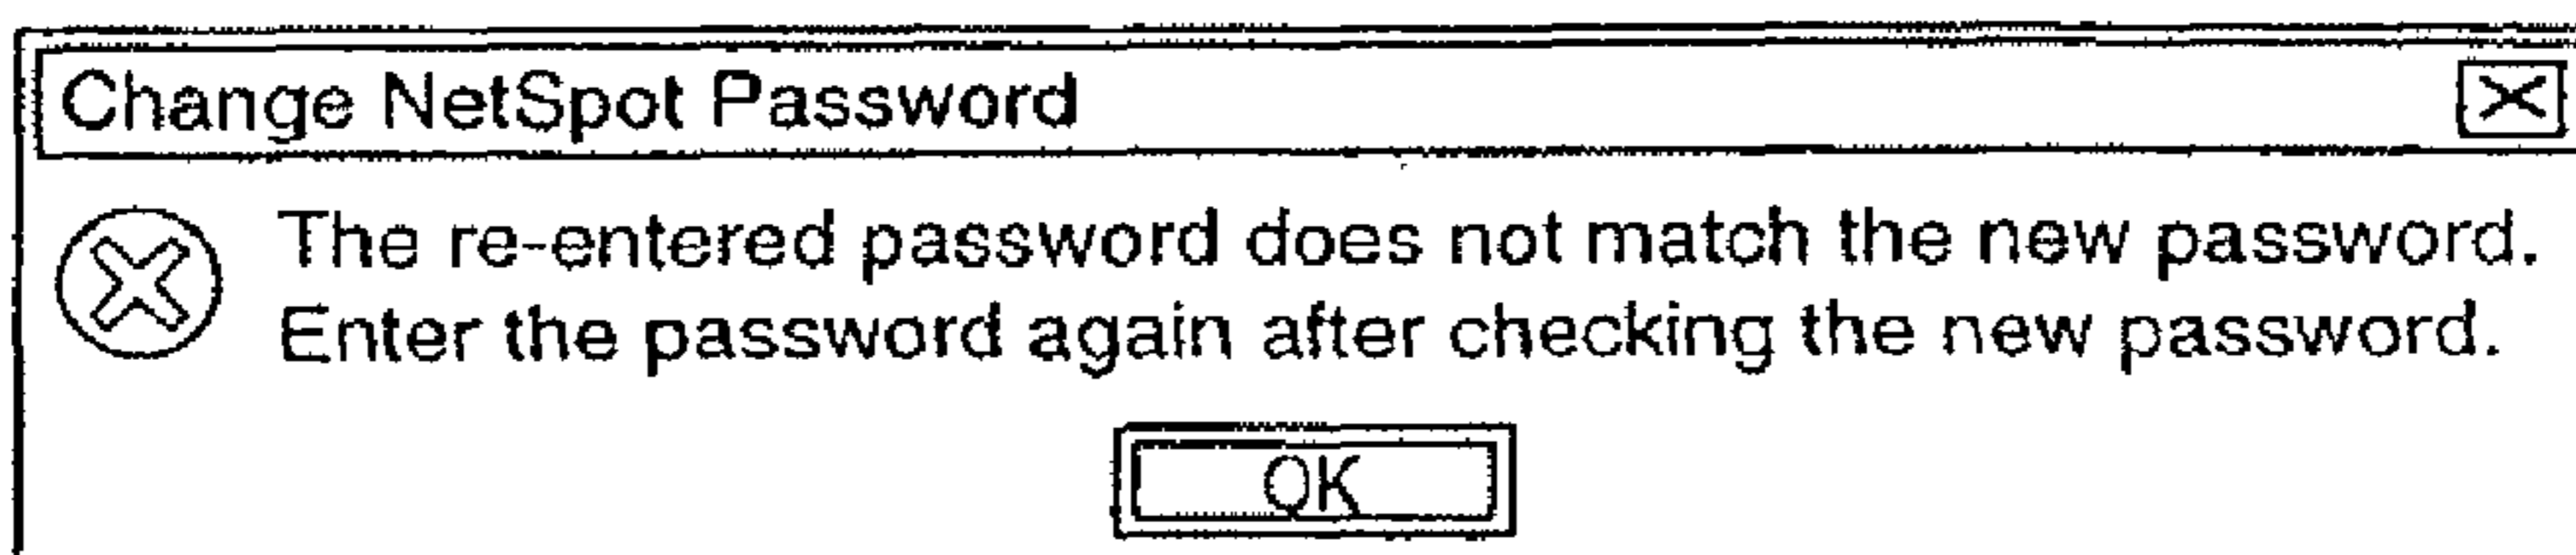 Change NetSpot Password
The re-entered password does not match the new password.
Enter the password again after checking the new password.
OK